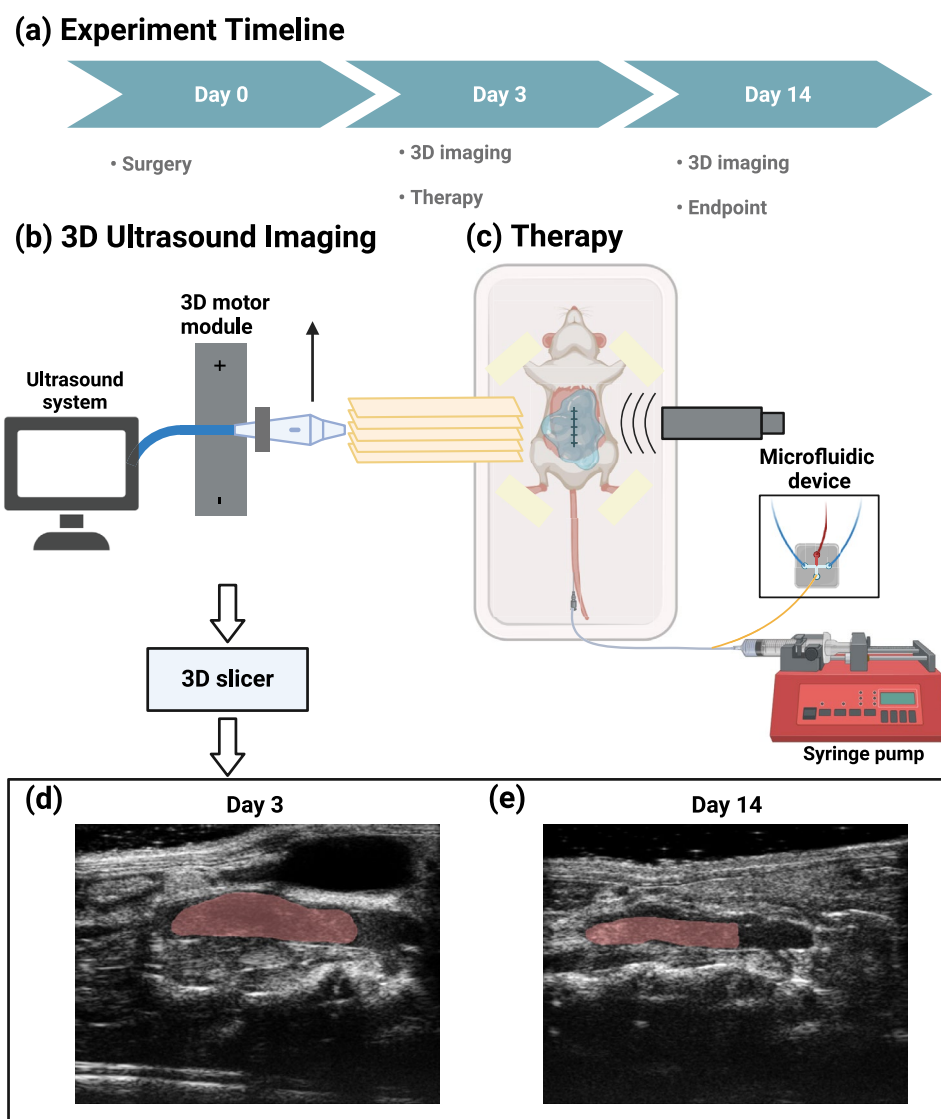 (a) Experiment Timeline
Day 0
Day 3
Day 14
• Surgery
• 3D imaging
• Therapy
• 3D imaging
• Endpoint
(b) 3D Ultrasound Imaging
(c) Therapy
3D motor
module
+
-
Ultrasound
system
Microfluidic
device
3D slicer
Syringe pump
(d)
Day 3
(e)
Day 14